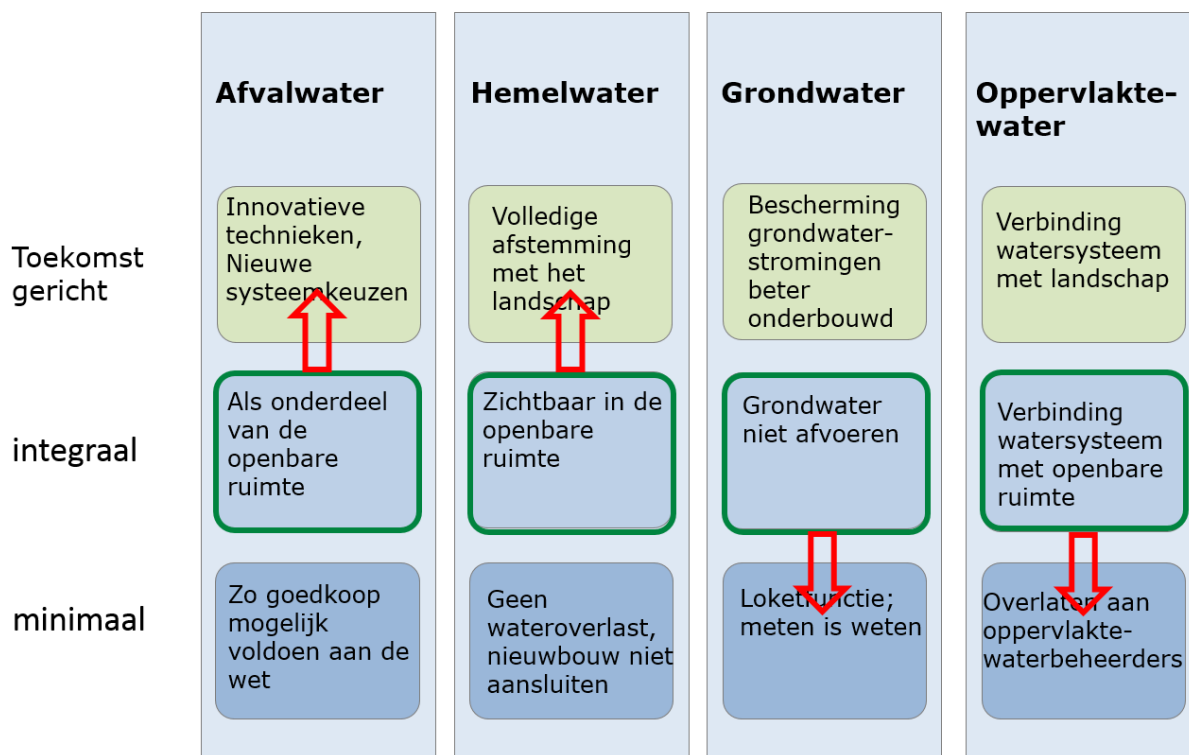 Afvalwater
Hemelwater
Grondwater
Oppervlakte-
water
Toekomst
gericht
Innovatieve
technieken,
Nieuwe
systeemkeuzen
Volledige
afstemming
met het
landschap
Bescherming
grondwater-
stromingen
beter
onderbouwd
Verbinding
watersysteem
met landschap
integraal
Als onderdeel
van de
openbare
ruimte
Zichtbaar in de
openbare
ruimte
Grondwater
niet afvoeren
Verbinding
watersysteem
met openbare
ruimte
minimaal
Zo goedkoop
mogelijk
voldoen aan de
wet
Geen
wateroverlast,
nieuwbouw niet
aansluiten
Loketfunctie;
meten is weten
Overlaten aan
oppervlakte-
waterbeheerders